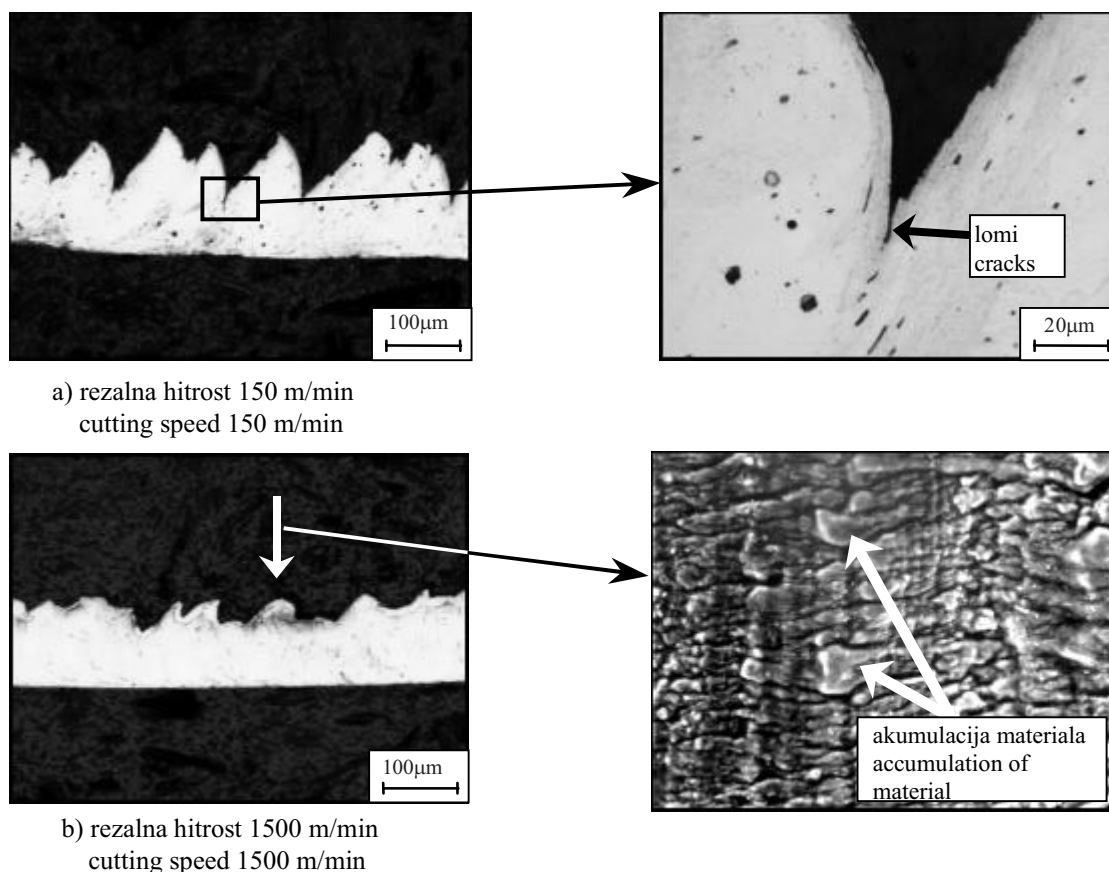 lomi
cracks
100μm
20μm
a) rezalna hitrost 150 m/min
cutting speed 150 m/min
akumulacija materiala
accumulation of
material
100μm
b) rezalna hitrost 1500 m/min
cutting speed 1500 m/min